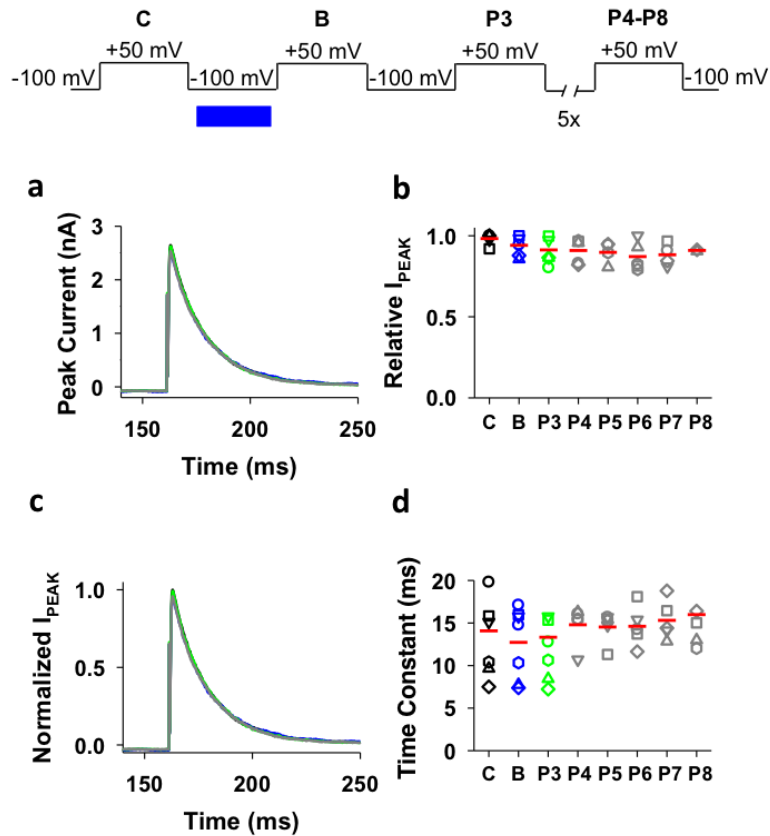 C B P3 P4-P8
+50 mV +50 mV +50 mV +50 mV
-100 mV -100 mV -100 mV -100 mV
5x
a
Peak Current (nA)
3
2
1
0
150 200 250
Time (ms)
b
Relative I_PEAK
1.0
0.5
0.0
C B P3 P4 P5 P6 P7 P8
c
Normalized I_PEAK
1.0
0.5
0.0
150 200 250
Time (ms)
d
Time Constant (ms)
20
15
10
5
0
C B P3 P4 P5 P6 P7 P8